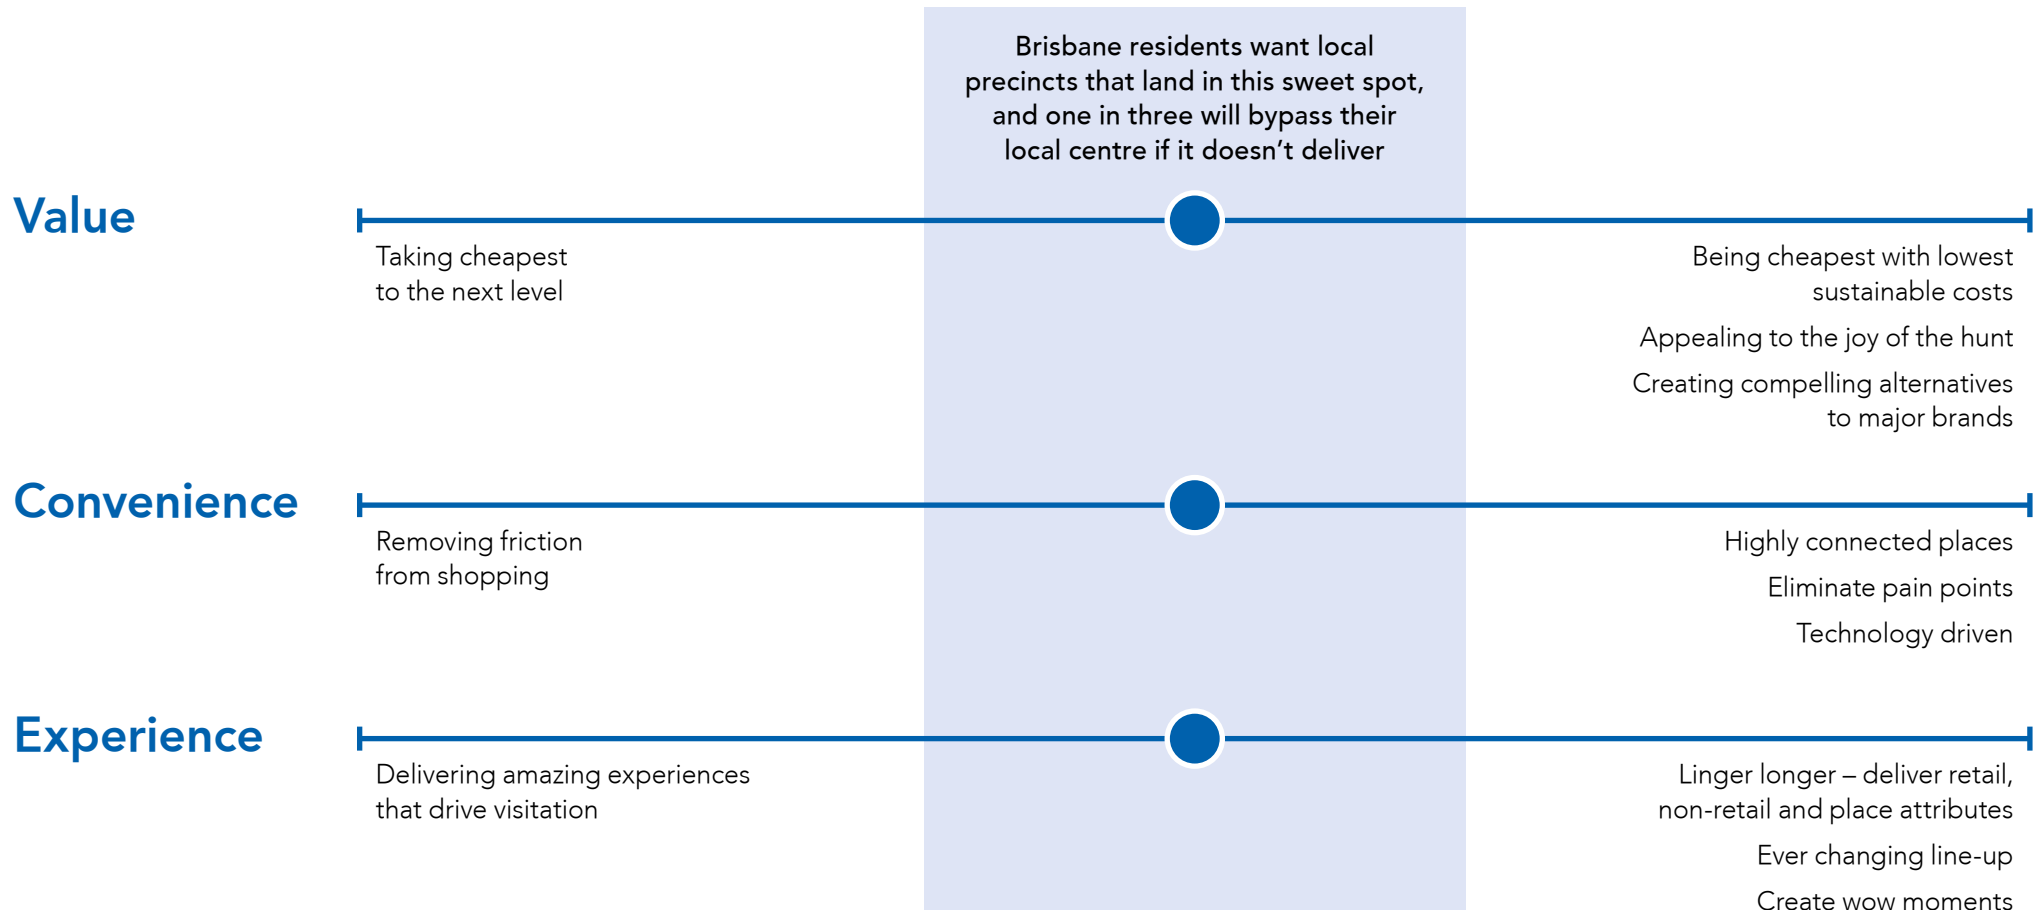 Brisbane residents want local
precincts that land in this sweet spot,
and one in three will bypass their
local centre if it doesn’t deliver
Value
Taking cheapest
to the next level
Being cheapest with lowest
sustainable costs
Appealing to the joy of the hunt
Creating compelling alternatives
to major brands
Convenience
Removing friction
from shopping
Highly connected places
Eliminate pain points
Technology driven
Experience
Delivering amazing experiences
that drive visitation
Linger longer – deliver retail,
non-retail and place attributes
Ever changing line-up
Create wow moments